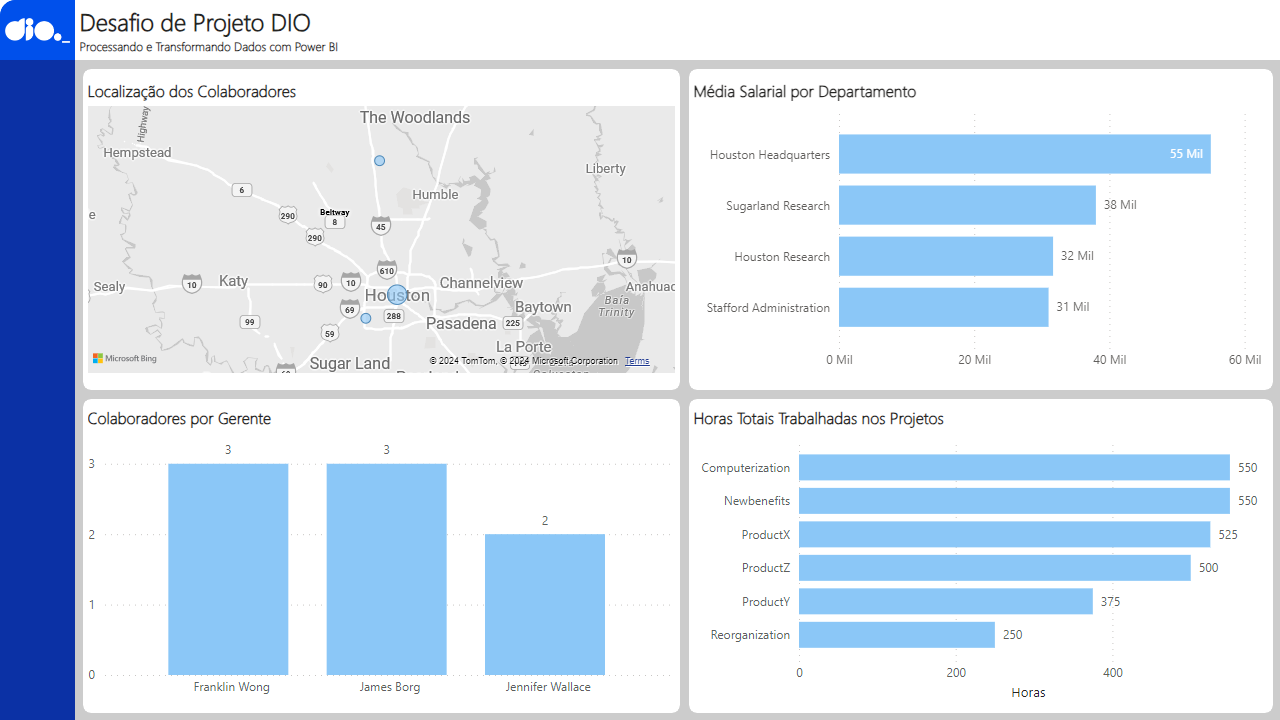 dio._
Desafio de Projeto DIO
Processando e Transformando Dados com Power BI
Localização dos Colaboradores
The Woodlands
Highway
Hempstead
Liberty
6
Humble
e
290
Beltway
8
45
290
10
610
Sealy
10
Katy
90
10
Channelview
Anahuac
Houston
Baía
Trinity
69
288
Baytown
99
59
Pasadena
225
La Porte
Microsoft Bing
Sugar Land
© 2024 TomTom, © 2024 Microsoft Corporation Terms
Média Salarial por Departamento
Houston Headquarters
55 Mil
Sugarland Research
38 Mil
Houston Research
32 Mil
Stafford Administration
31 Mil
0 Mil
20 Mil
40 Mil
60 Mil
Colaboradores por Gerente
3
3
3
2
2
1
0
Franklin Wong
James Borg
Jennifer Wallace
Horas Totais Trabalhadas nos Projetos
Computerization
550
Newbenefits
550
ProductX
525
ProductZ
500
ProductY
375
Reorganization
250
0
200
400
Horas